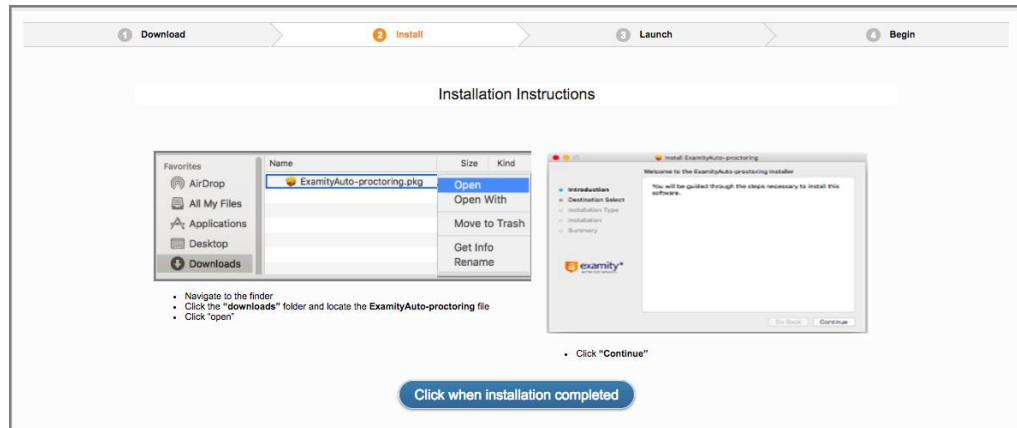 1 Download
2 Install
3 Launch
4 Begin
Installation Instructions
Favorites
AirDrop
All My Files
Applications
Desktop
Downloads
Name Size Kind
ExamityAuto-proctoring.pkg
Open
Open With
Move to Trash
Get Info
Rename
Install ExamityAuto-proctoring
Welcome to the ExamityAuto-proctoring Installer
Introduction
Destination Select
Installation Type
Installation
Summary
You will be guided through the steps necessary to install this
software.
examity
Go Back Continue
• Navigate to the finder
• Click the "downloads" folder and locate the ExamityAuto-proctoring file
• Click "open"
• Click "Continue"
Click when installation completed